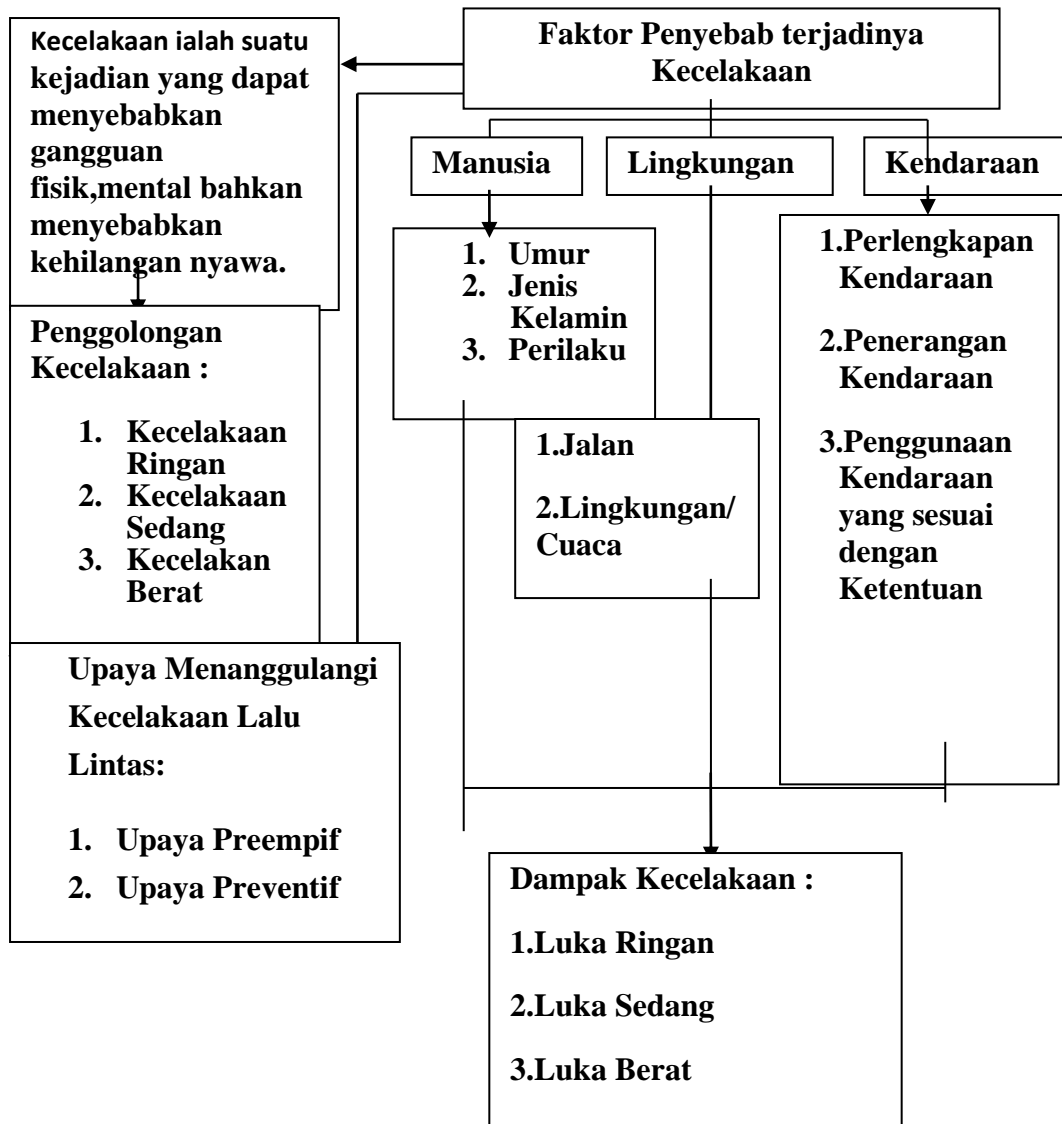 Kecelakaan ialah suatu
kejadian yang dapat
menyebabkan
gangguan
fisik,mental bahkan
menyebabkan
kehilangan nyawa.
Faktor Penyebab terjadinya
Kecelakaan
Manusia
Lingkungan
Kendaraan
1. Umur
2. Jenis
Kelamin
3. Perilaku
1.Perlengkapan
Kendaraan
2.Penerangan
Kendaraan
3.Penggunaan
Kendaraan
yang sesuai
dengan
Ketentuan
Penggolongan
Kecelakaan :
1. Kecelakaan
Ringan
2. Kecelakaan
Sedang
3. Kecelakan
Berat
1.Jalan
2.Lingkungan/
Cuaca
Upaya Menanggulangi
Kecelakaan Lalu
Lintas:
1. Upaya Preempif
2. Upaya Preventif
Dampak Kecelakaan :
1.Luka Ringan
2.Luka Sedang
3.Luka Berat